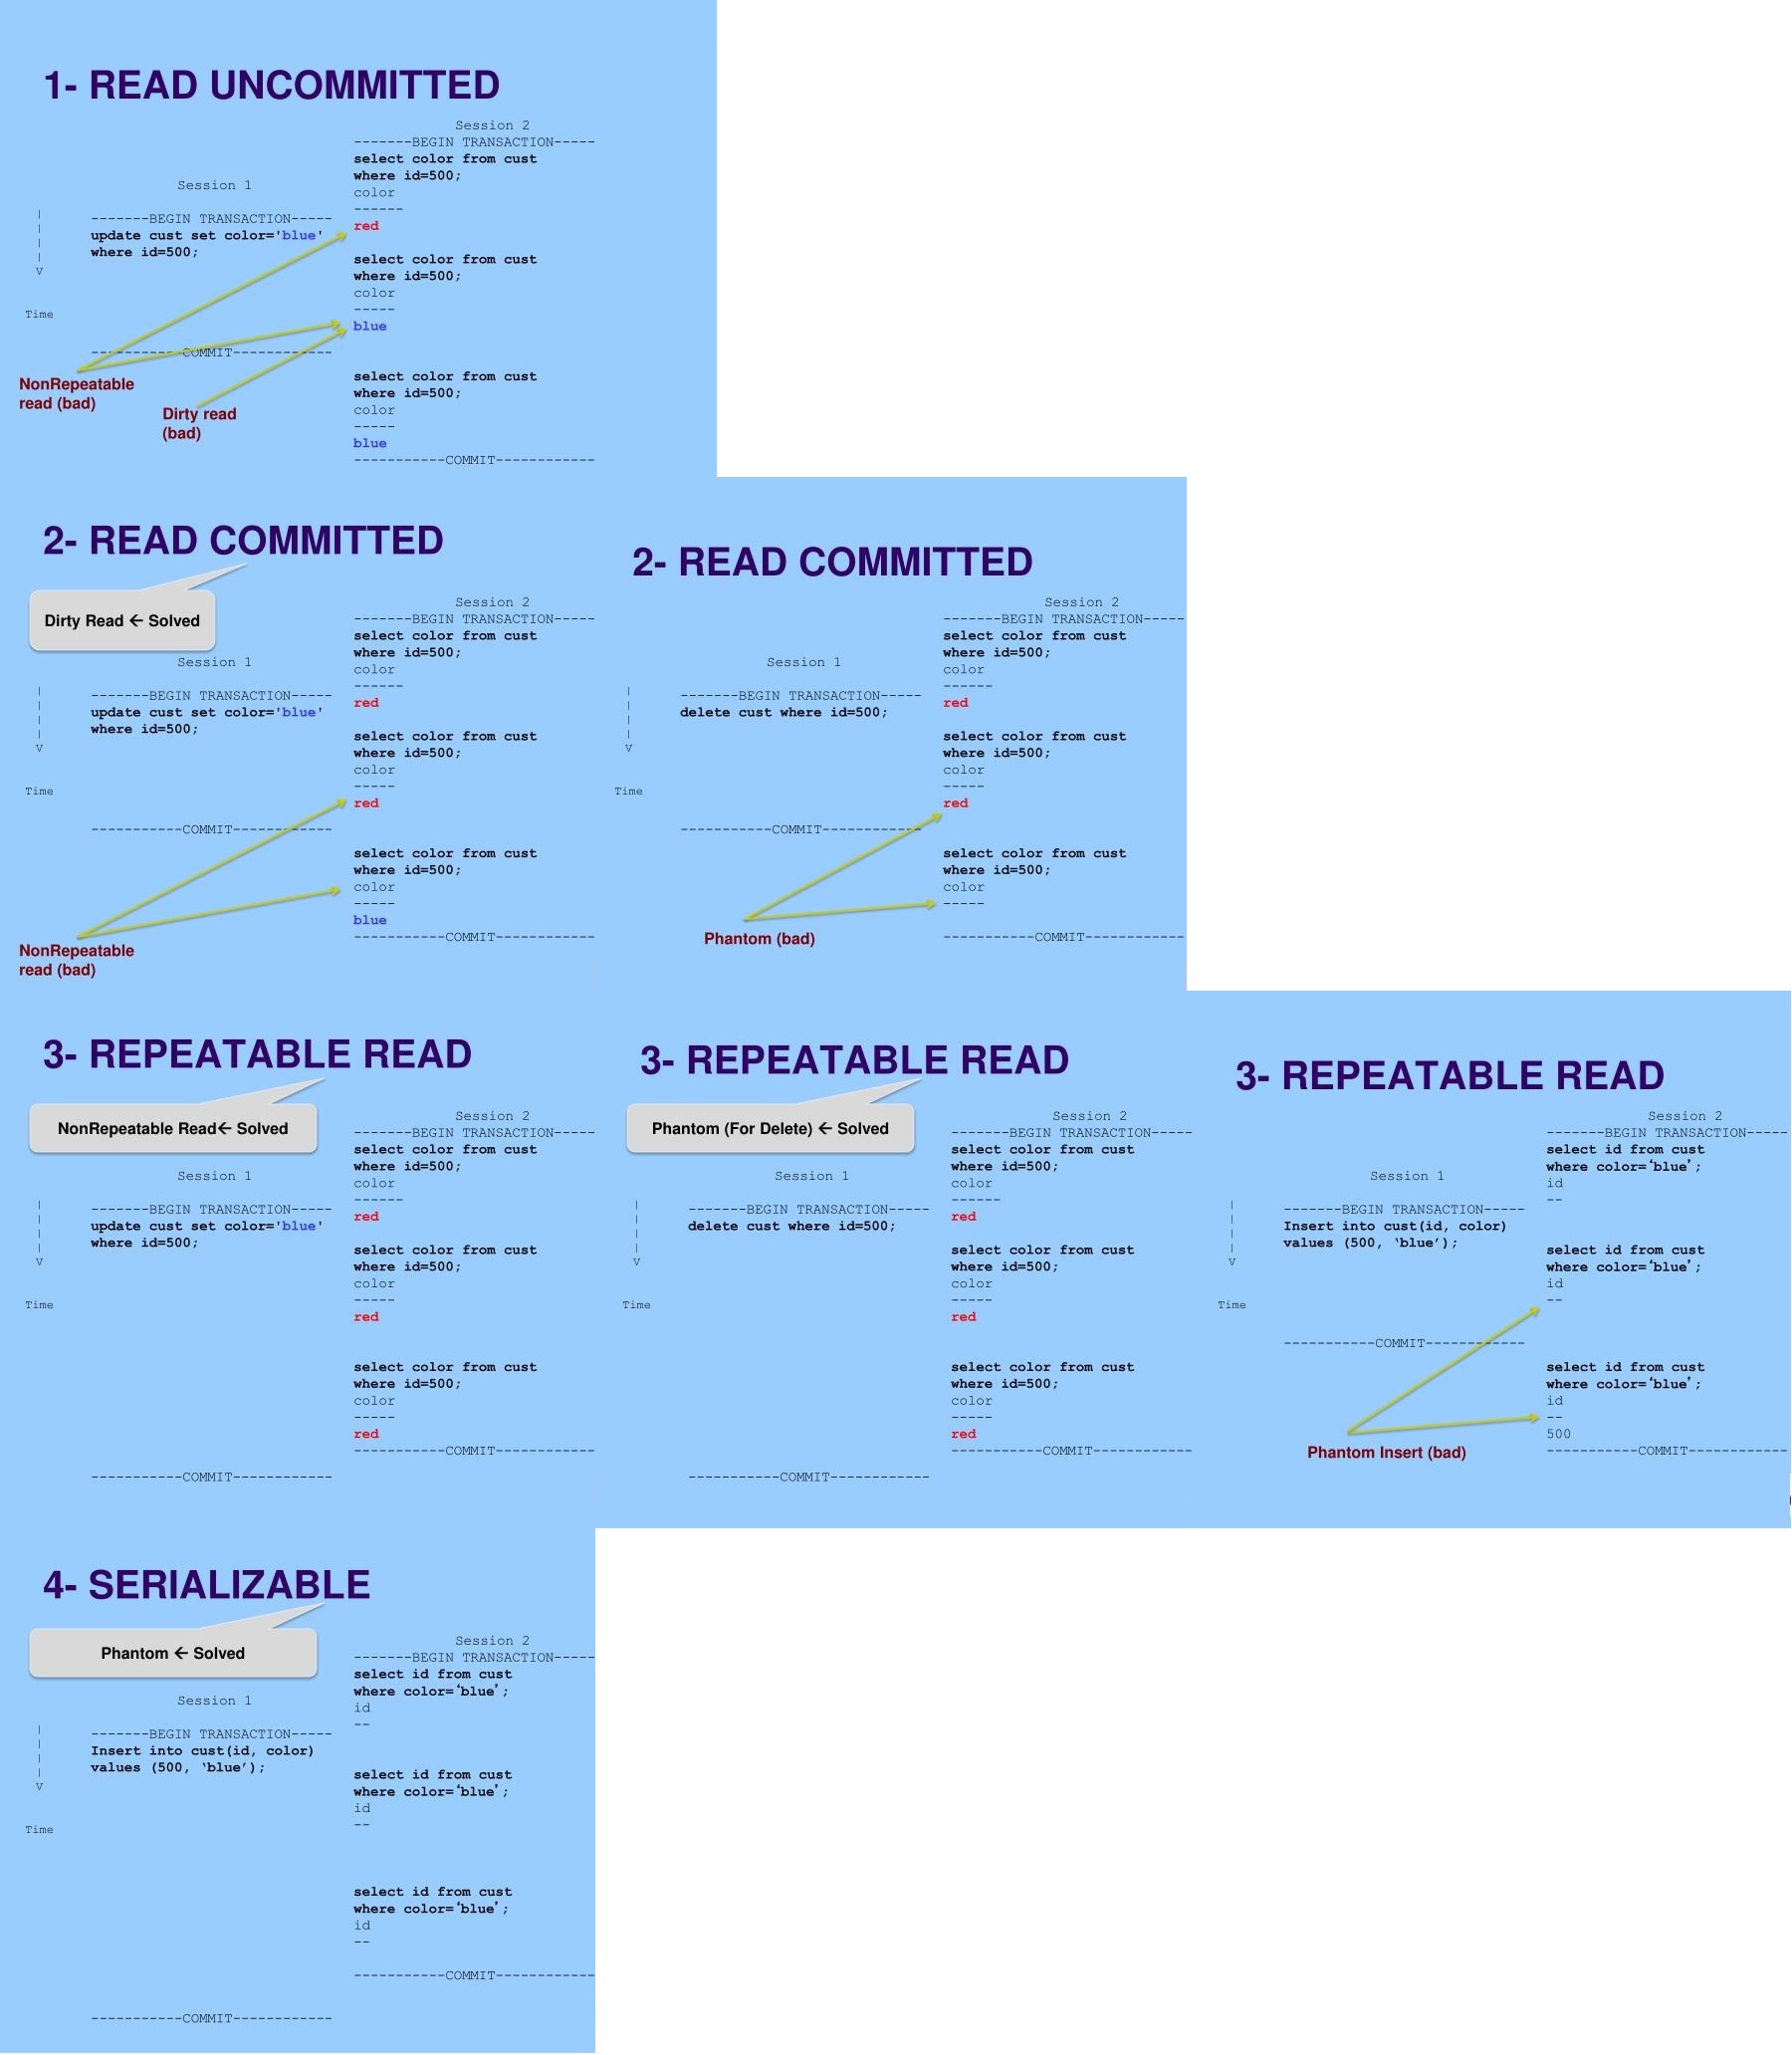 1- READ UNCOMMITTED
Session 1
|
|
|
|
V
Time
-------BEGIN TRANSACTION-----
update cust set color='blue'
where id=500;
-----------COMMIT------------
NonRepeatable
read (bad)
Dirty read
(bad)
Session 2
-------BEGIN TRANSACTION-----
select color from cust
where id=500;
color
------
red
select color from cust
where id=500;
color
-----
blue
select color from cust
where id=500;
color
-----
blue
-----------COMMIT------------
2- READ COMMITTED
Dirty Read ← Solved
Session 1
|
|
|
|
V
Time
-------BEGIN TRANSACTION-----
update cust set color='blue'
where id=500;
-----------COMMIT------------
NonRepeatable
read (bad)
Session 2
-------BEGIN TRANSACTION-----
select color from cust
where id=500;
color
------
red
select color from cust
where id=500;
color
-----
red
select color from cust
where id=500;
color
-----
blue
-----------COMMIT------------
2- READ COMMITTED
Session 1
|
|
|
|
V
Time
-------BEGIN TRANSACTION-----
delete cust where id=500;
-----------COMMIT------------
Phantom (bad)
Session 2
-------BEGIN TRANSACTION-----
select color from cust
where id=500;
color
------
red
select color from cust
where id=500;
color
-----
red
select color from cust
where id=500;
color
-----
-----------COMMIT------------
3- REPEATABLE READ
NonRepeatable Read← Solved
Session 1
|
|
|
|
V
Time
-------BEGIN TRANSACTION-----
update cust set color='blue'
where id=500;
-----------COMMIT------------
Session 2
-------BEGIN TRANSACTION-----
select color from cust
where id=500;
color
------
red
select color from cust
where id=500;
color
-----
red
select color from cust
where id=500;
color
-----
red
-----------COMMIT------------
3- REPEATABLE READ
Phantom (For Delete) ← Solved
Session 1
|
|
|
|
V
Time
-------BEGIN TRANSACTION-----
delete cust where id=500;
-----------COMMIT------------
Session 2
-------BEGIN TRANSACTION-----
select color from cust
where id=500;
color
------
red
select color from cust
where id=500;
color
-----
red
select color from cust
where id=500;
color
-----
red
-----------COMMIT------------
3- REPEATABLE READ
Session 1
|
|
|
|
V
Time
-------BEGIN TRANSACTION-----
Insert into cust(id, color)
values (500, ‘blue’);
-----------COMMIT------------
Phantom Insert (bad)
Session 2
-------BEGIN TRANSACTION-----
select id from cust
where color=‘blue’;
id
--
select id from cust
where color=‘blue’;
id
--
select id from cust
where color=‘blue’;
id
--
500
-----------COMMIT------------
4- SERIALIZABLE
Phantom ← Solved
Session 1
|
|
|
|
V
Time
-------BEGIN TRANSACTION-----
Insert into cust(id, color)
values (500, ‘blue’);
-----------COMMIT------------
Session 2
-------BEGIN TRANSACTION-----
select id from cust
where color=‘blue’;
id
--
select id from cust
where color=‘blue’;
id
--
select id from cust
where color=‘blue’;
id
--
-----------COMMIT------------